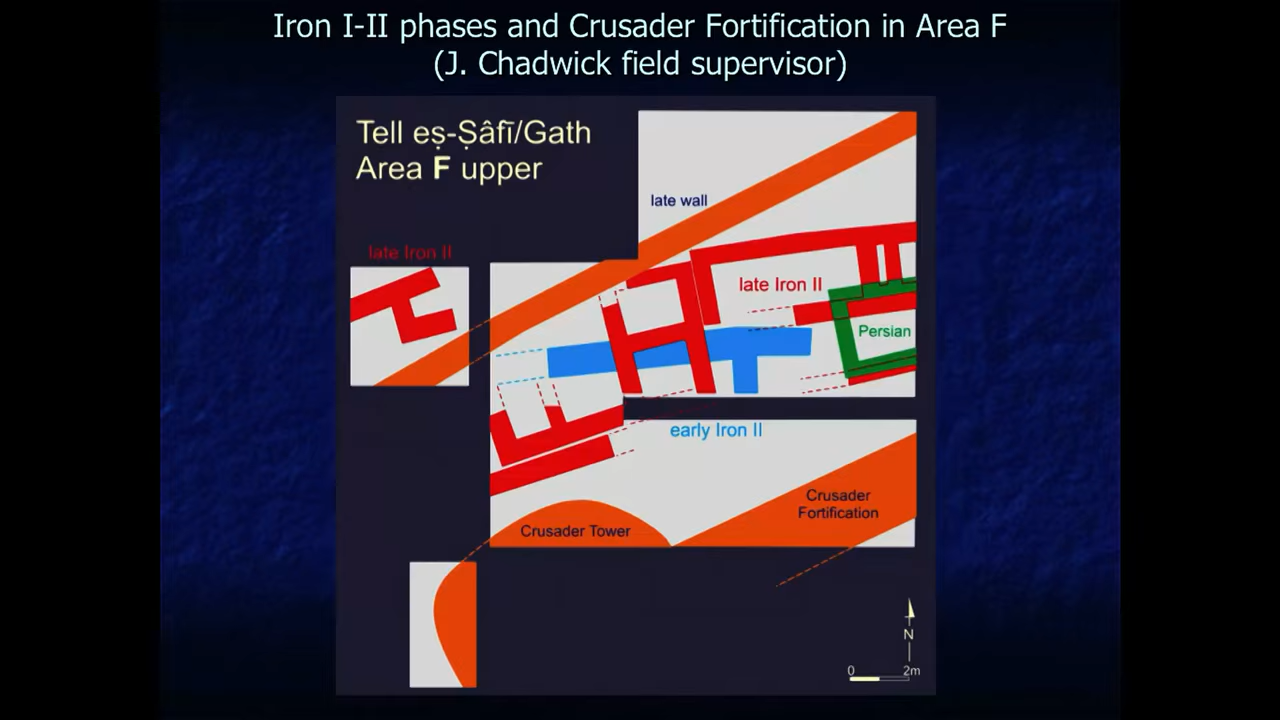 Iron I-II phases and Crusader Fortification in Area F
(J. Chadwick field supervisor)
Tell eṣ-Ṣâfī/Gath
Area F upper
late wall
late Iron II
late Iron II
Persian
early Iron II
Crusader
Fortification
Crusader Tower
N
0 2m